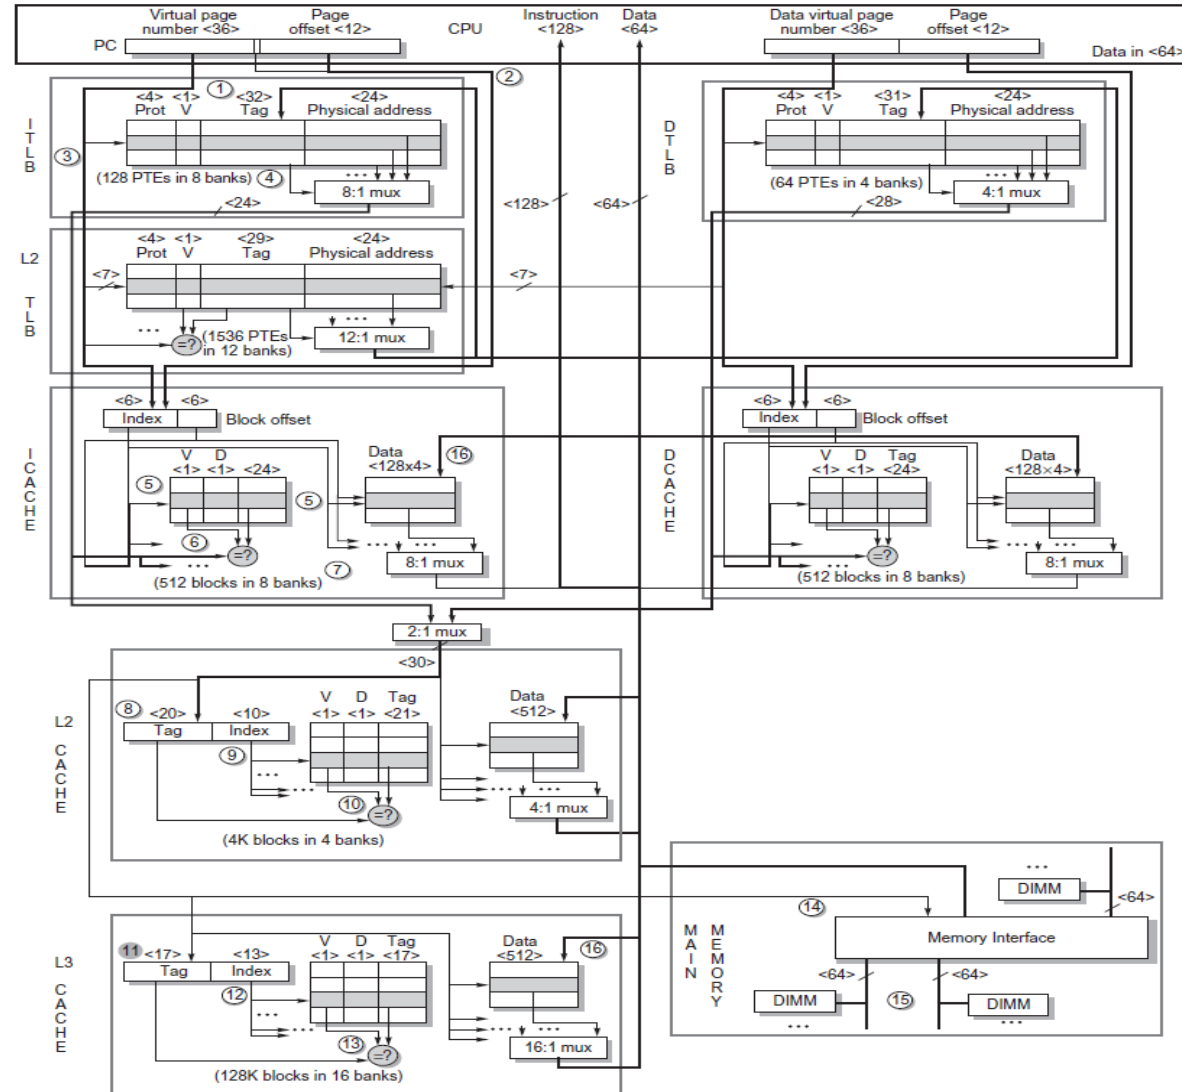 Virtual page number <36>
Page offset <12>
CPU
Instruction <128>
Data <64>
Data virtual page number <36>
Page offset <12>
PC
Data in <64>
1
2
I T L B
<4> Prot
<1> V
<32> Tag
<24> Physical address
3
(128 PTEs in 8 banks)
4
...
8:1 mux
<24>
D T L B
<4> Prot
<1> V
<31> Tag
<24> Physical address
(64 PTEs in 4 banks)
...
4:1 mux
<28>
<128>
<64>
L2 T L B
<4> Prot
<1> V
<29> Tag
<24> Physical address
<7>
<7>
...
=?
(1536 PTEs in 12 banks)
...
12:1 mux
I C A C H E
<6>
<6>
Index
Block offset
V <1>
D <1>
<24>
Data <128x4>
16
5
5
6
=?
7
...
... ...
8:1 mux
(512 blocks in 8 banks)
D C A C H E
<6>
<6>
Index
Block offset
V <1>
D <1>
Tag <24>
Data <128×4>
=?
...
... ...
8:1 mux
(512 blocks in 8 banks)
2:1 mux
<30>
L2 C A C H E
8
<20>
<10>
Tag
Index
V <1>
D <1>
Tag <21>
Data <512>
9
...
...
10
=?
... ...
4:1 mux
(4K blocks in 4 banks)
L3 C A C H E
11
<17>
<13>
Tag
Index
V <1>
D <1>
Tag <17>
Data <512>
16
12
...
...
13
=?
... ...
16:1 mux
(128K blocks in 16 banks)
M A I N M E M O R Y
14
...
DIMM
<64>
Memory Interface
<64>
<64>
DIMM
...
15
DIMM
...